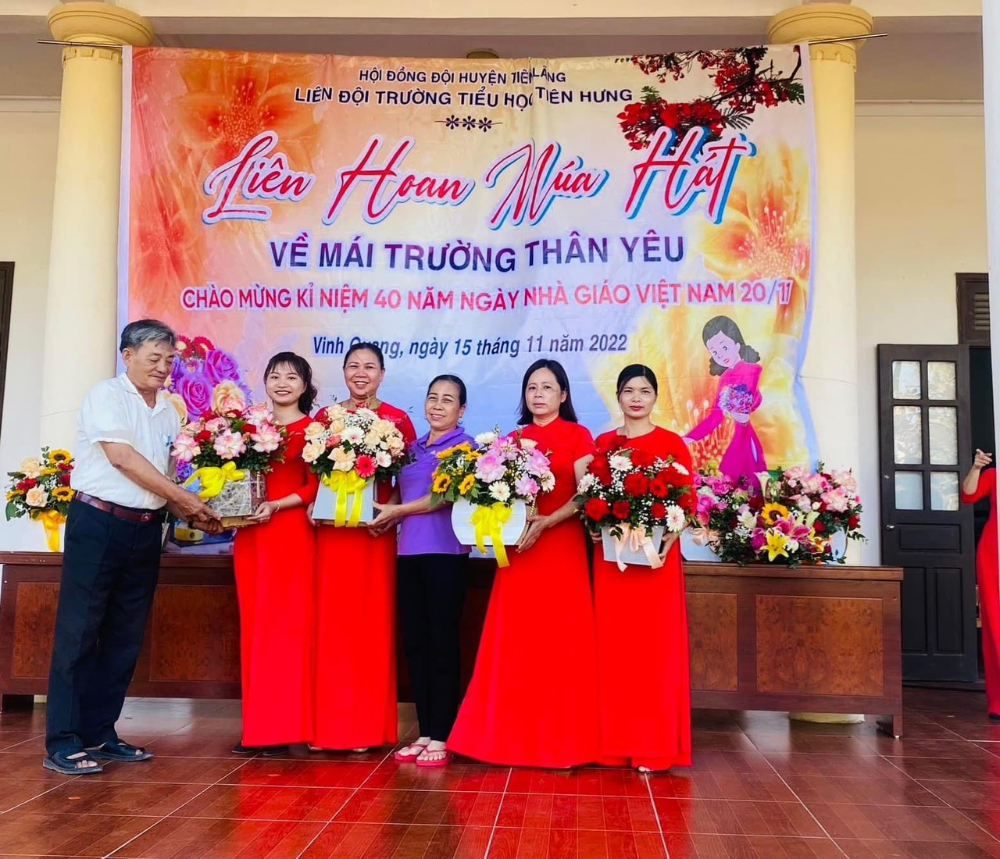 HỘI ĐỒNG ĐỘI HUYỆN TIÊN LÃNG
LIÊN ĐỘI TRƯỜNG TIỂU HỌC TIÊN HƯNG
Liên Hoan Múa Hát
VỀ MÁI TRƯỜNG THÂN YÊU
CHÀO MỪNG KỈ NIỆM 40 NĂM NGÀY NHÀ GIÁO VIỆT NAM 20/11
Vinh Quang, ngày 15 tháng 11 năm 2022